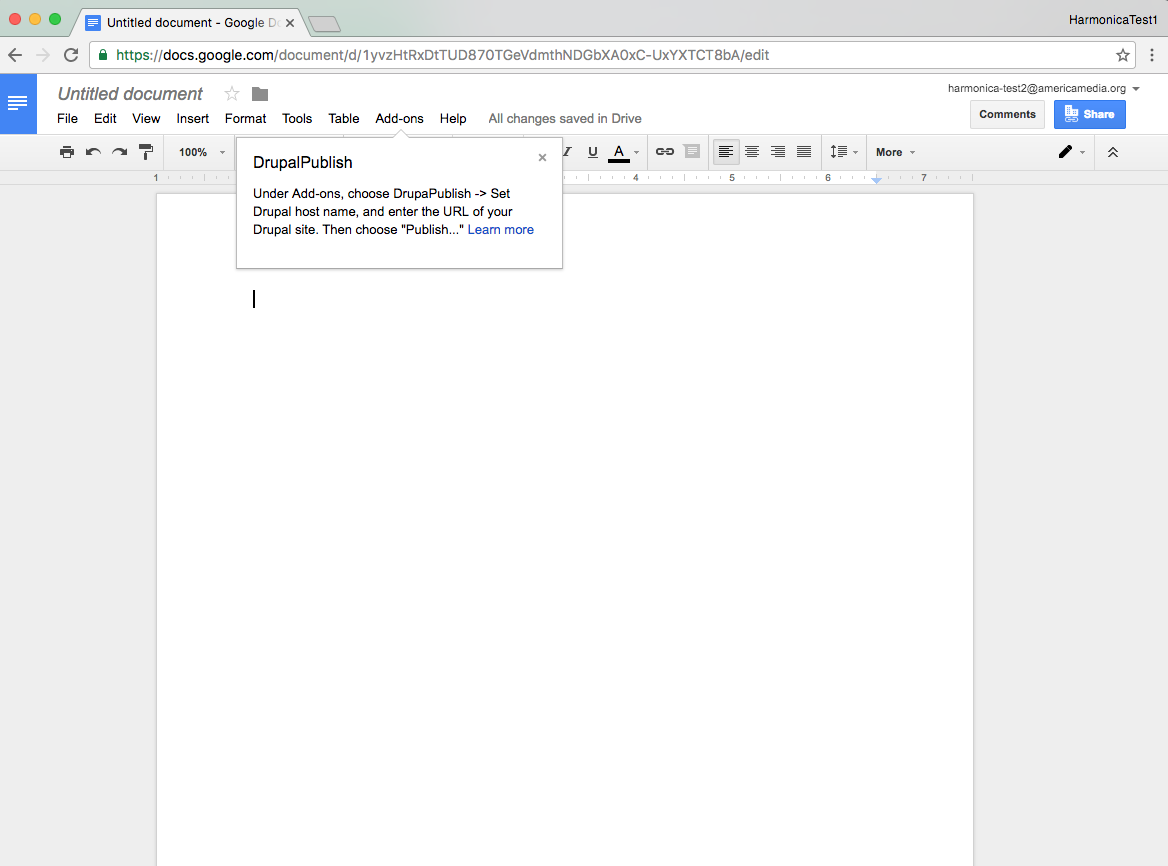 Untitled document - Google Do
HarmonicaTest1
https://docs.google.com/document/d/1yvzHtRxDtTUD870TGeVdmthNDGbXA0xC-UxYXTCT8bA/edit
Untitled document
harmonica-test2@americamedia.org
File Edit View Insert Format Tools Table Add-ons Help All changes saved in Drive
Comments
Share
100%
U A
More
1 4 5 6 7
DrupalPublish
Under Add-ons, choose DrupaPublish -> Set
Drupal host name, and enter the URL of your
Drupal site. Then choose "Publish..." Learn more